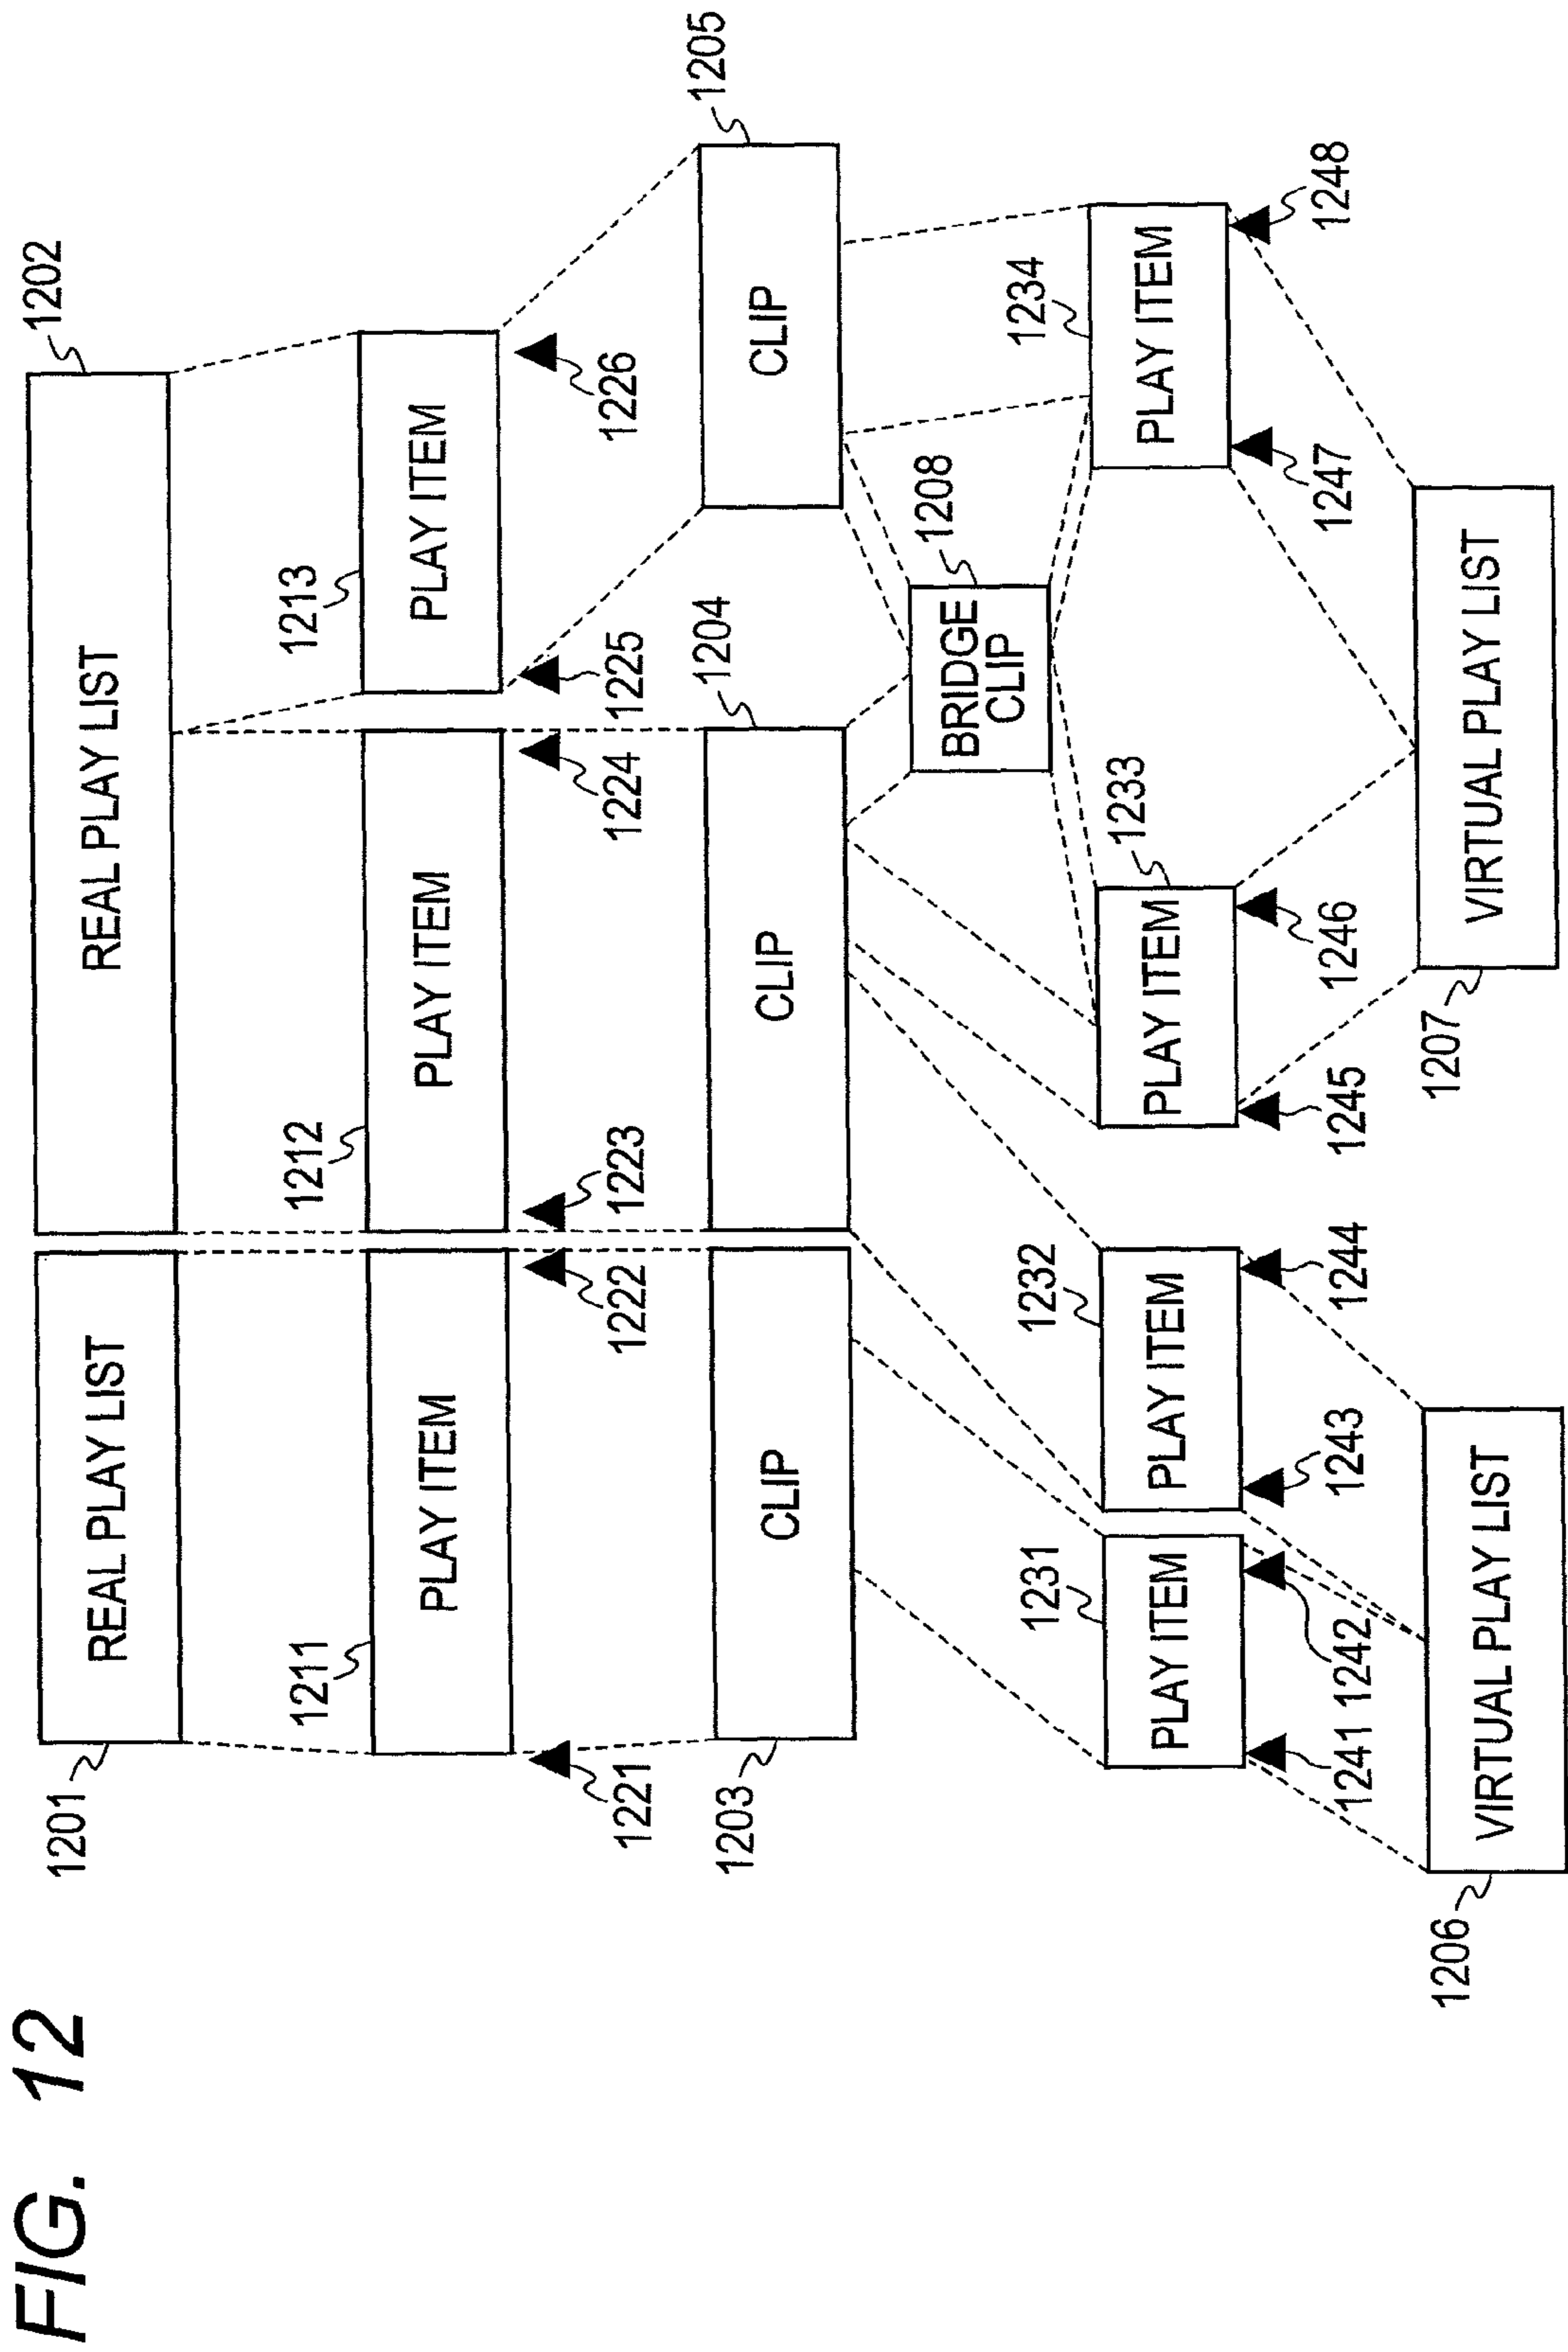 FIG. 12
1201
REAL PLAY LIST
REAL PLAY LIST
1202
1211
PLAY ITEM
1212
PLAY ITEM
1213
PLAY ITEM
1221
1222
1223
1224
1225
1226
1203
CLIP
CLIP
1204
CLIP
1205
BRIDGE
CLIP
1208
1231
PLAY ITEM
1232
PLAY ITEM
PLAY ITEM
1233
1234
PLAY ITEM
1241
1242
1243
1244
1245
1246
1247
1248
1206
VIRTUAL PLAY LIST
1207
VIRTUAL PLAY LIST